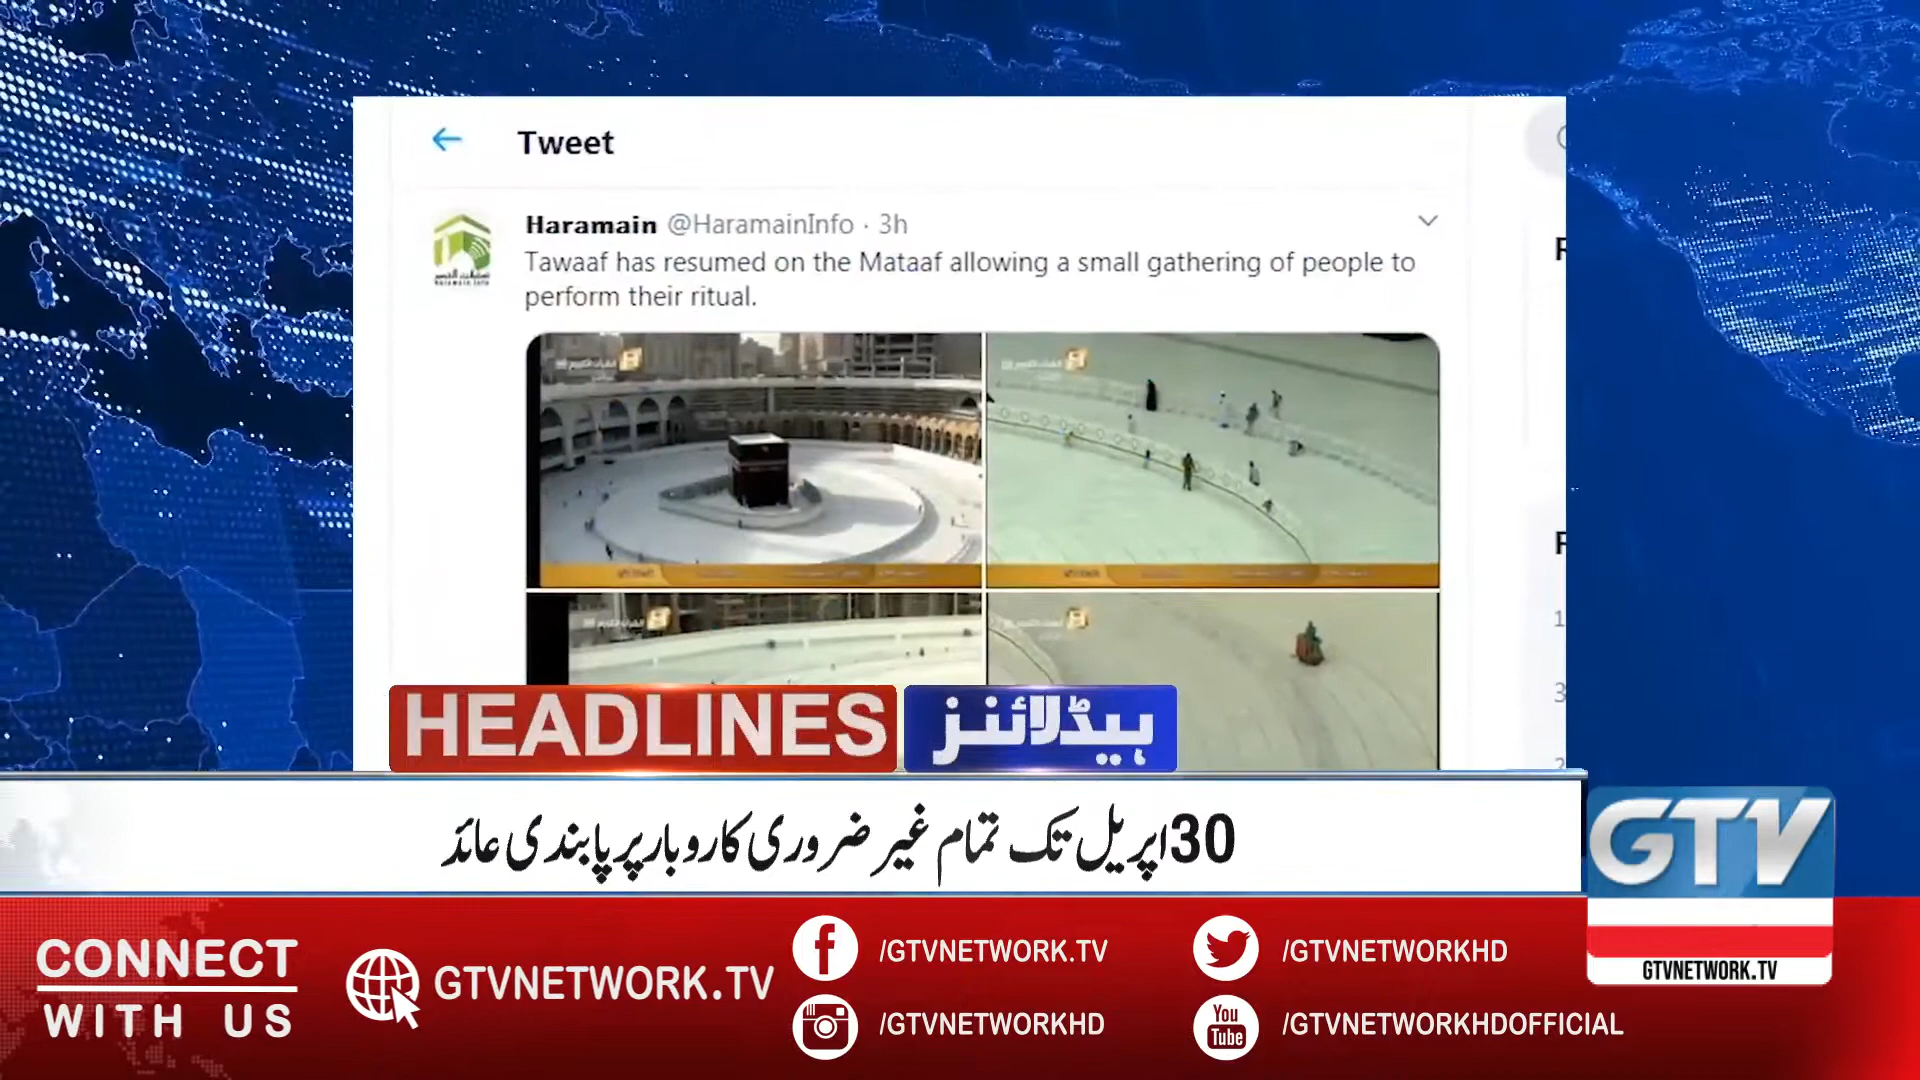 Tweet
Haramain @HaramainInfo · 3h
Tawaaf has resumed on the Mataaf allowing a small gathering of people to
perform their ritual.
HEADLINES ہیڈلائنز
30اپریل تک تمام غیر ضروری کاروبار پر پابندی عائد
GTV
GTVNETWORK.TV
CONNECT
WITH US
GTVNETWORK.TV
/GTVNETWORK.TV
/GTVNETWORKHD
/GTVNETWORKHD
You
Tube
/GTVNETWORKHDOFFICIAL